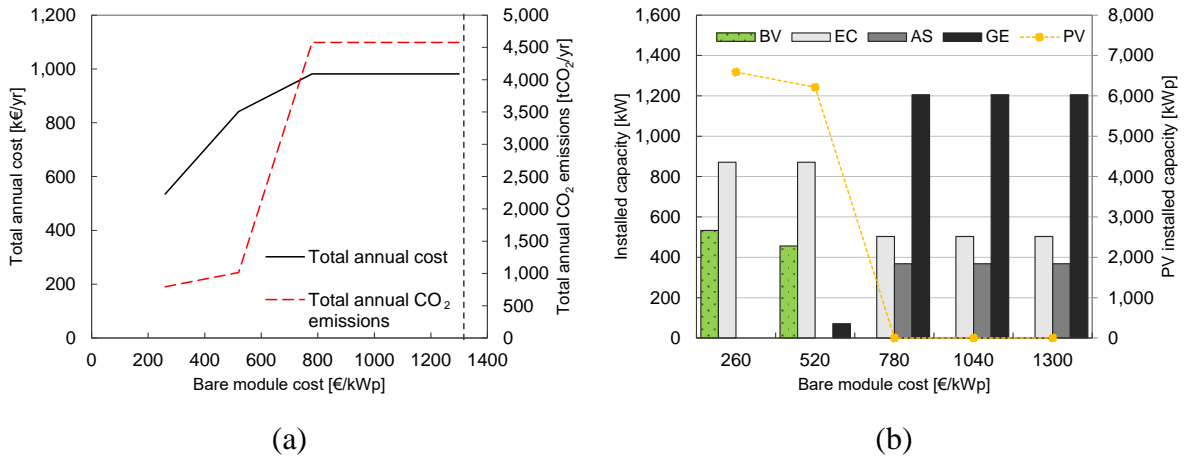 1,200
1,000
800
600
400
200
0
Total annual cost [k€/yr]
5,000
4,500
4,000
3,500
3,000
2,500
2,000
1,500
1,000
500
0
Total annual CO2 emissions [tCO2/yr]
Total annual cost
Total annual CO2
emissions
0 200 400 600 800 1000 1200 1400
Bare module cost [€/kWp]
(a)
1,600
1,400
1,200
1,000
800
600
400
200
0
Installed capacity [kW]
BV EC AS GE PV
8,000
7,000
6,000
5,000
4,000
3,000
2,000
1,000
0
PV installed capacity [kWp]
260 520 780 1040 1300
Bare module cost [€/kWp]
(b)